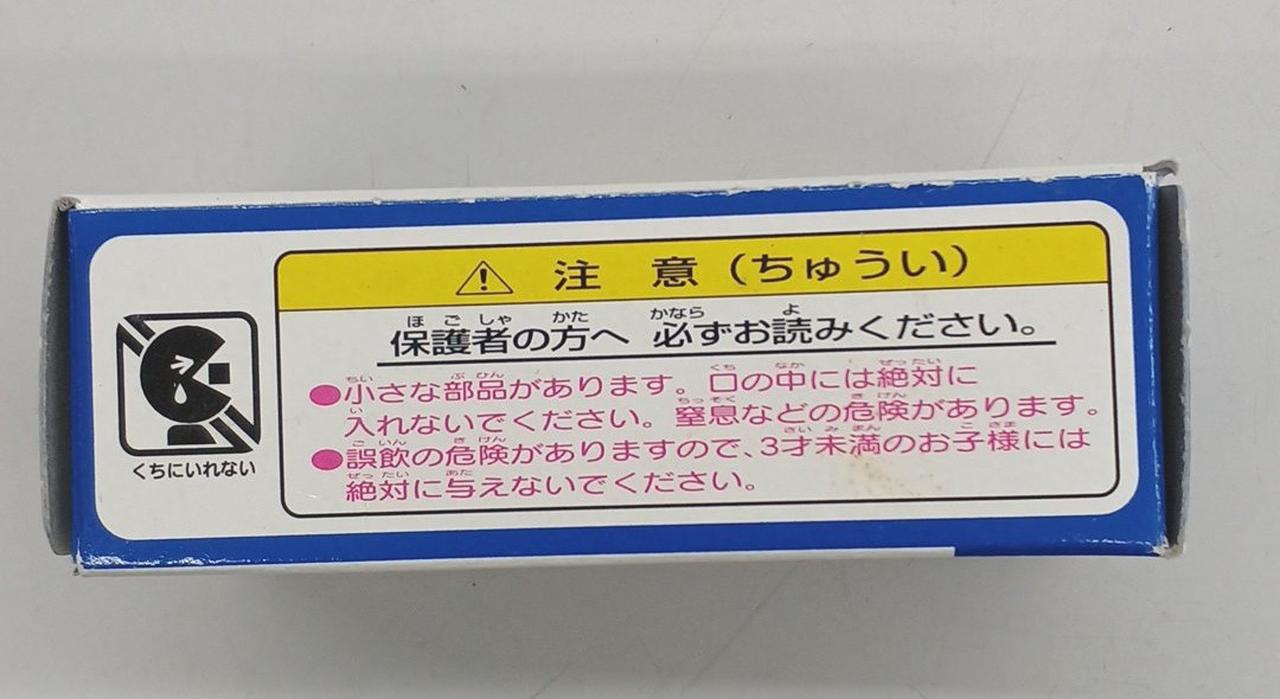 ⚠ 注 意(ちゅうい)
保護者の方へ 必ずお読みください。
●小さな部品があります。口の中には絶対に
入れないでください。窒息などの危険があります。
●誤飲の危険がありますので、3才未満のお子様には
絶対に与えないでください。
くちにいれない